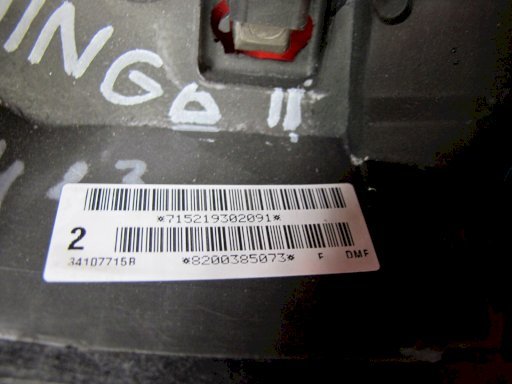 INGO II
*715219302091*
2
34107715B
*8200385073* F DMF